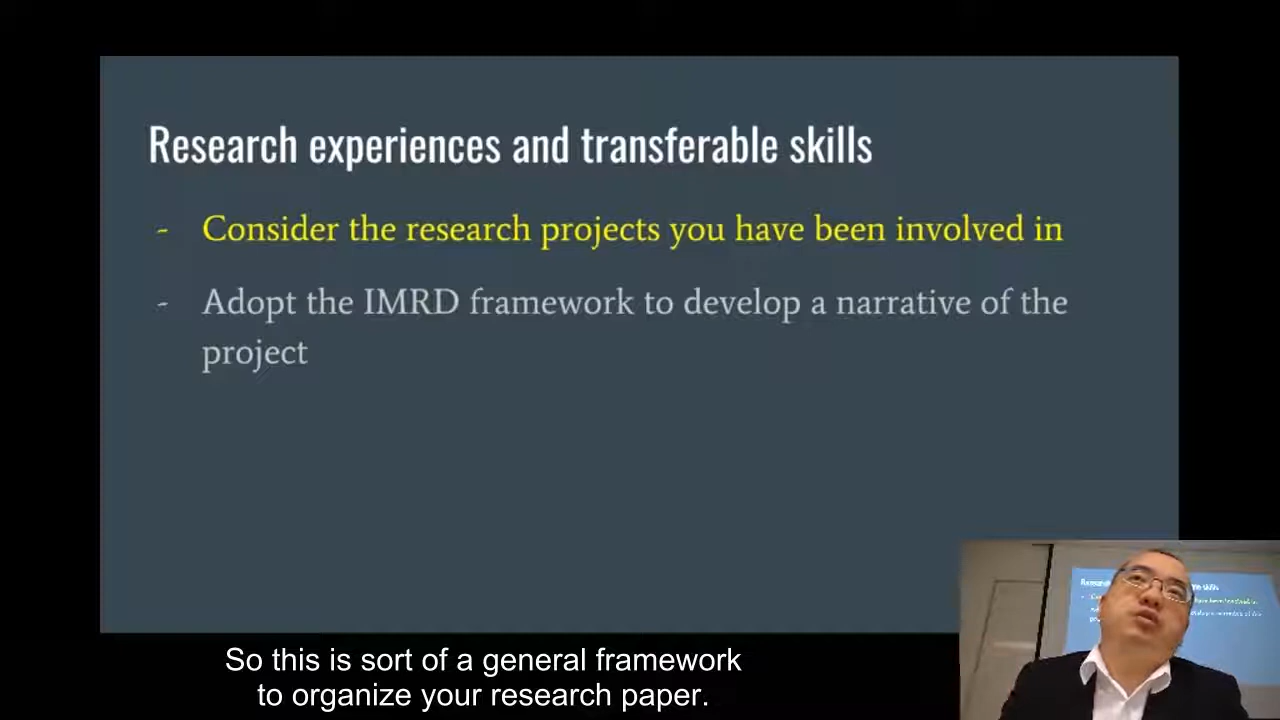 Research experiences and transferable skills
- Consider the research projects you have been involved in
- Adopt the IMRD framework to develop a narrative of the
project
So this is sort of a general framework
to organize your research paper.